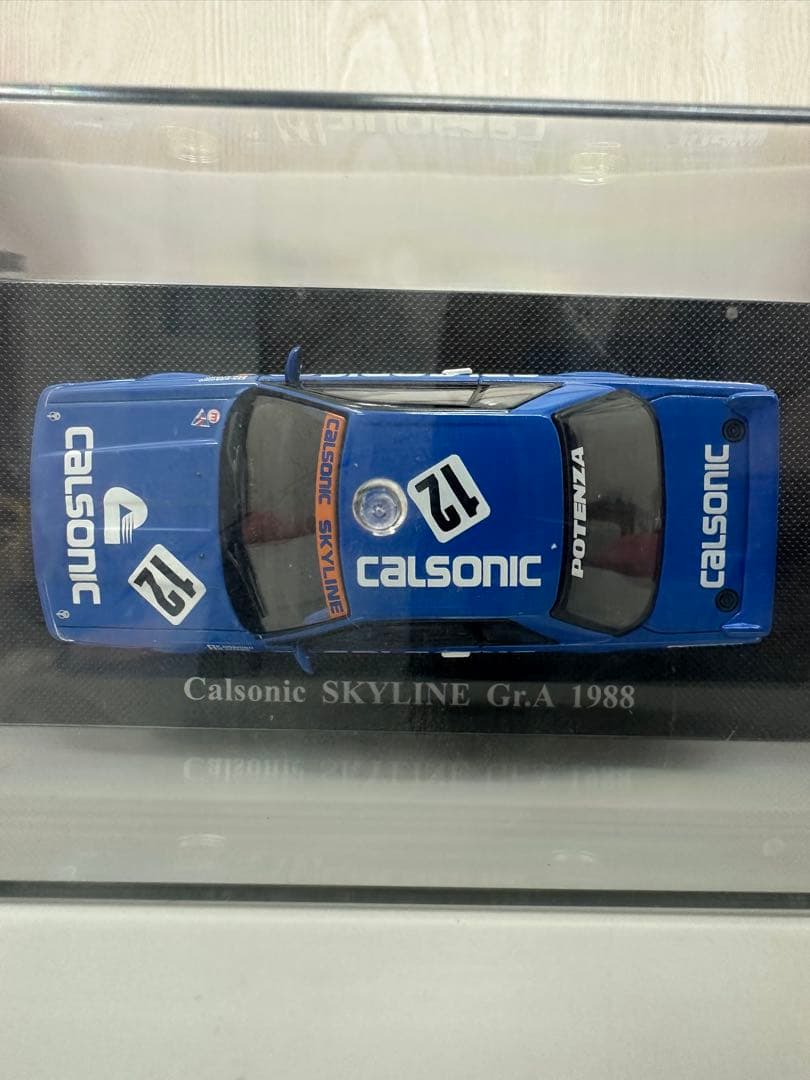 CALSONIC
12
CALSONIC SKYLINE
12
CALSONIC
POTENZA
CALSONIC
Calsonic SKYLINE Gr.A 1988